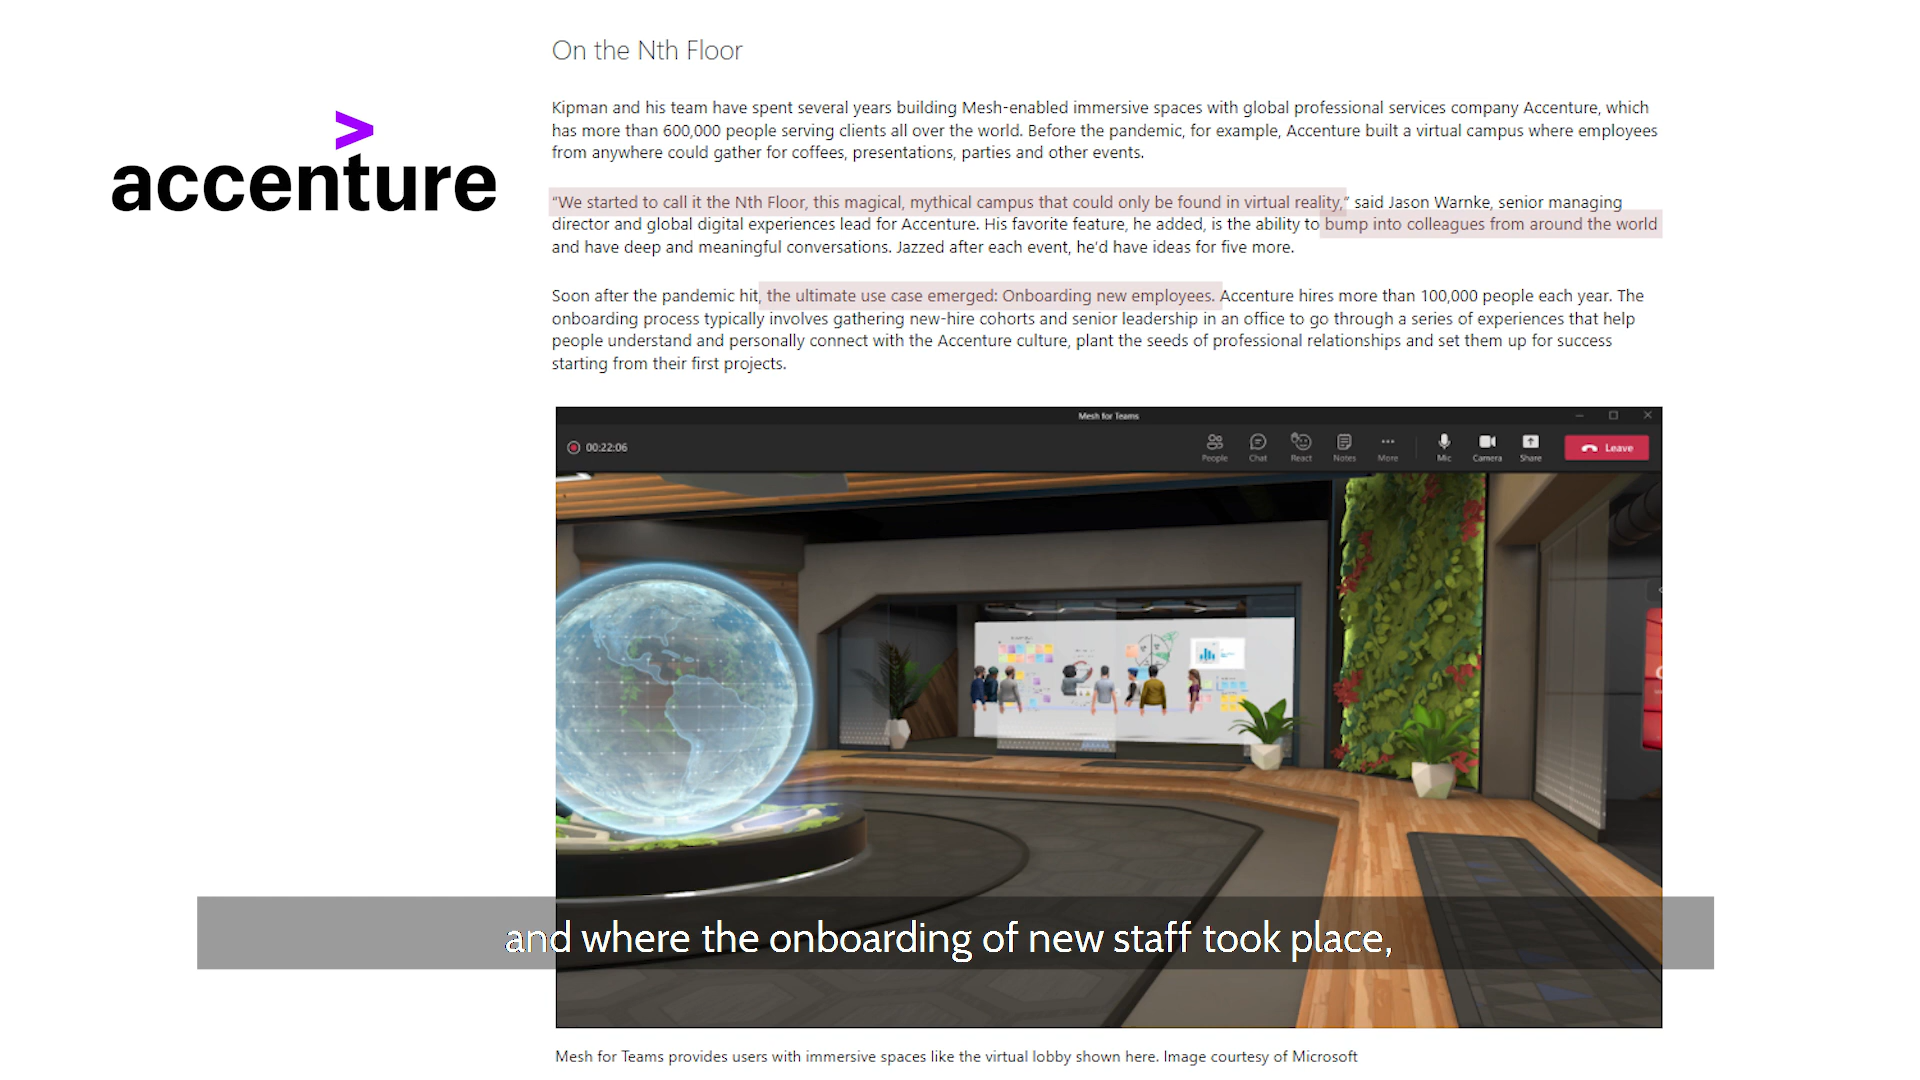 On the Nth Floor
>
accenture
Kipman and his team have spent several years building Mesh-enabled immersive spaces with global professional services company Accenture, which
has more than 600,000 people serving clients all over the world. Before the pandemic, for example, Accenture built a virtual campus where employees
from anywhere could gather for coffees, presentations, parties and other events.
“We started to call it the Nth Floor, this magical, mythical campus that could only be found in virtual reality,” said Jason Warnke, senior managing
director and global digital experiences lead for Accenture. His favorite feature, he added, is the ability to bump into colleagues from around the world
and have deep and meaningful conversations. Jazzed after each event, he’d have ideas for five more.
Soon after the pandemic hit, the ultimate use case emerged: Onboarding new employees. Accenture hires more than 100,000 people each year. The
onboarding process typically involves gathering new-hire cohorts and senior leadership in an office to go through a series of experiences that help
people understand and personally connect with the Accenture culture, plant the seeds of professional relationships and set them up for success
starting from their first projects.
Mesh for Teams
00:22:06
People Chat React Notes More Mic Camera Share Leave
and where the onboarding of new staff took place,
Mesh for Teams provides users with immersive spaces like the virtual lobby shown here. Image courtesy of Microsoft